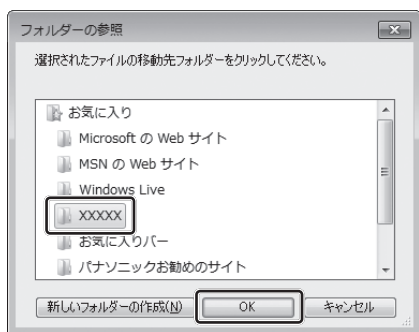 フォルダーの参照
選択されたファイルの移動先フォルダーをクリックしてください。
お気に入り
Microsoft の Web サイト
MSN の Web サイト
Windows Live
XXXXX
お気に入りバー
パナソニックお勧めのサイト
新しいフォルダーの作成(N) OK キャンセル